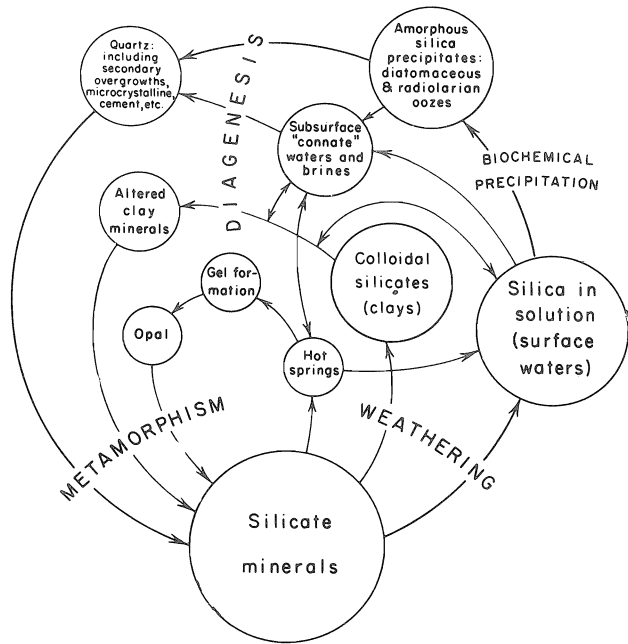 Quartz:
including
secondary
overgrowths,
microcrystalline,
cement, etc.
DIAGENESIS
Amorphous
silica
precipitates:
diatomaceous
& radiolarian
oozes
Subsurface
"connate"
waters and
brines
BIOCHEMICAL
PRECIPITATION
Altered
clay
minerals
Colloidal
silicates
(clays)
Gel for-
mation
Silica in
solution
(surface
waters)
Opal
Hot
springs
METAMORPHISM
WEATHERING
Silicate
minerals